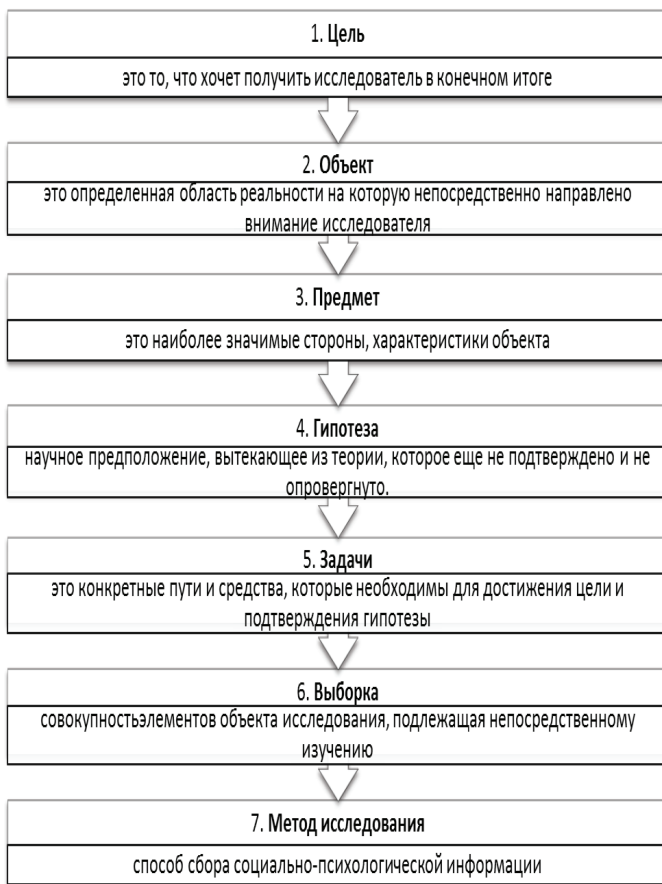 1. Цель
это то, что хочет получить исследователь в конечном итоге
2. Объект
это определенная область реальности на которую непосредственно направлено
внимание исследователя
3. Предмет
это наиболее значимые стороны, характеристики объекта
4. Гипотеза
научное предположение, вытекающее из теории, которое еще не подтверждено и не
опровергнуто.
5. Задачи
это конкретные пути и средства, которые необходимы для достижения цели и
подтверждения гипотезы
6. Выборка
совокупностьэлементов объекта исследования, подлежащая непосредственному
изучению
7. Метод исследования
способ сбора социально-психологической информации